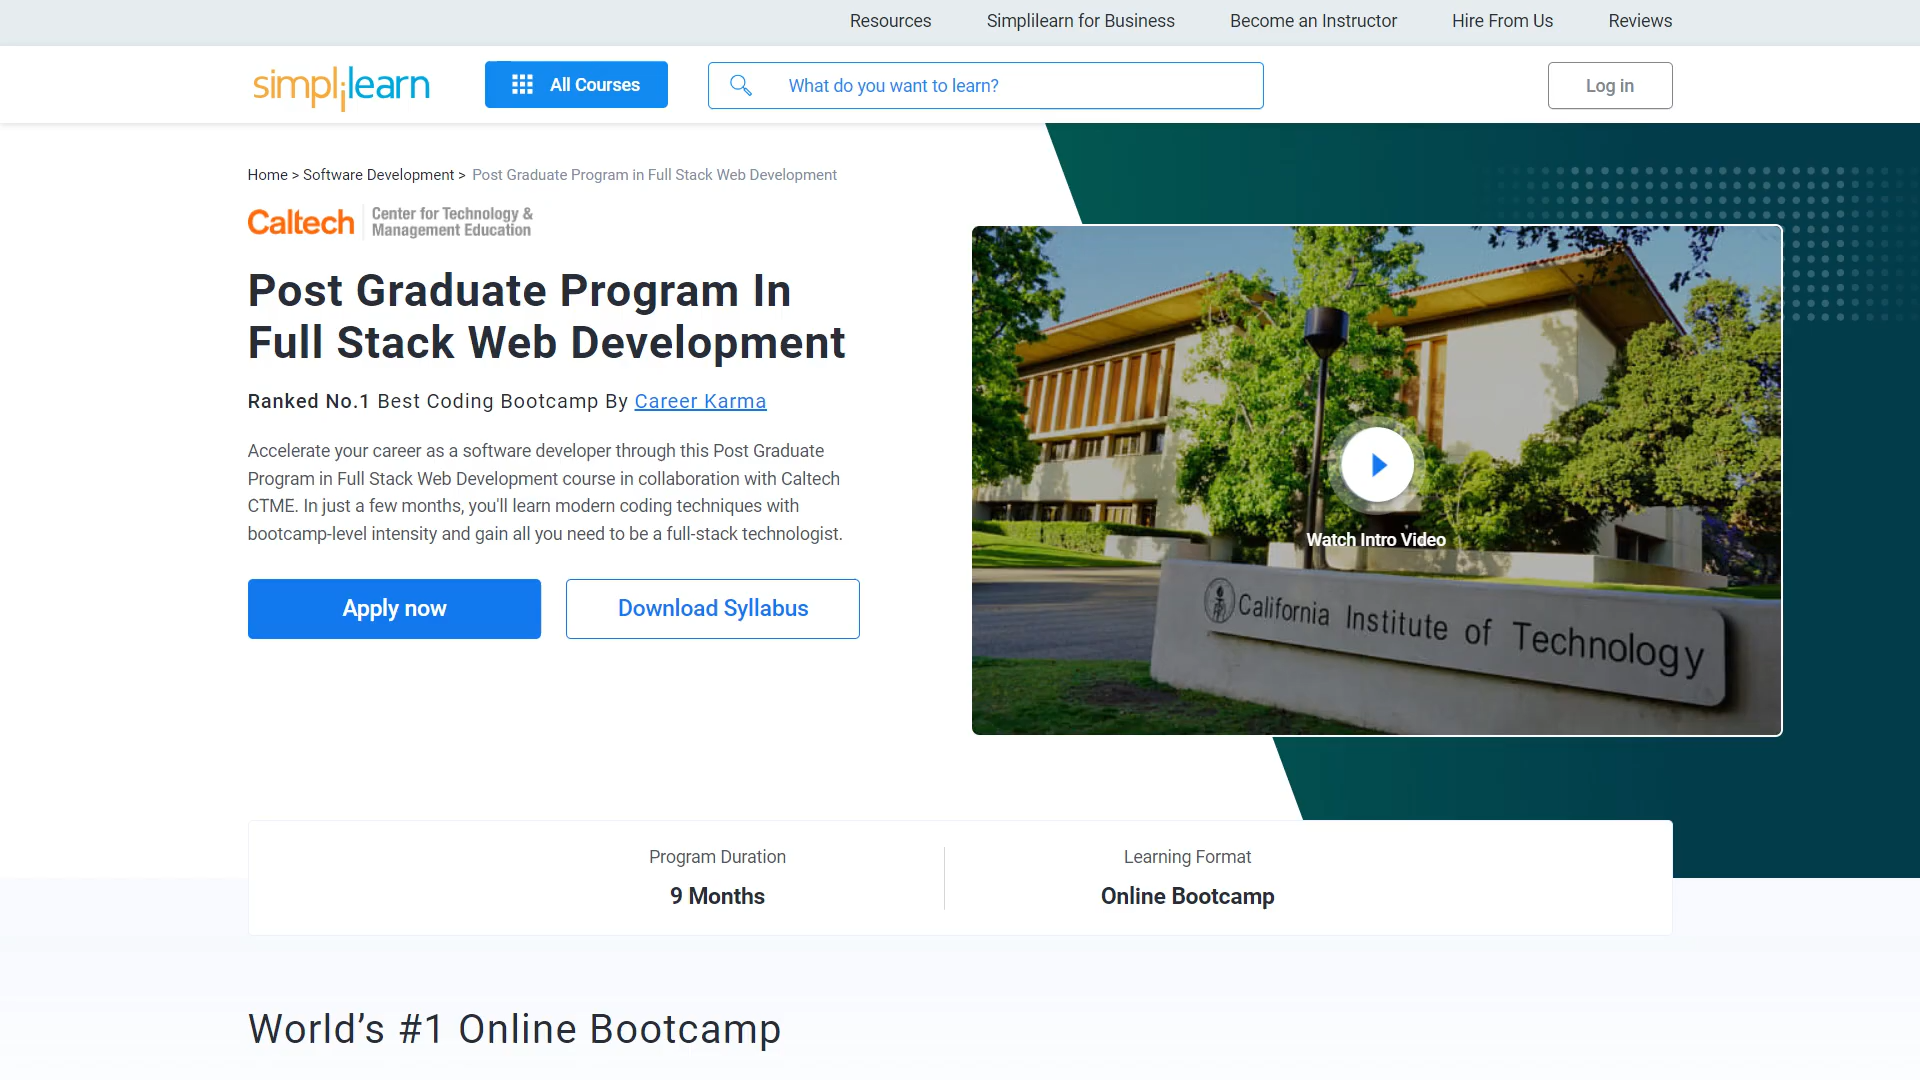 Resources Simplilearn for Business Become an Instructor Hire From Us Reviews
simplilearn All Courses What do you want to learn? Log in
Home > Software Development > Post Graduate Program in Full Stack Web Development
Caltech Center for Technology &
Management Education
Post Graduate Program In
Full Stack Web Development
Ranked No.1 Best Coding Bootcamp By Career Karma
Accelerate your career as a software developer through this Post Graduate
Program in Full Stack Web Development course in collaboration with Caltech
CTME. In just a few months, you'll learn modern coding techniques with
bootcamp-level intensity and gain all you need to be a full-stack technologist.
Apply now Download Syllabus
Watch Intro Video
California Institute of Technology
Program Duration
9 Months
Learning Format
Online Bootcamp
World’s #1 Online Bootcamp